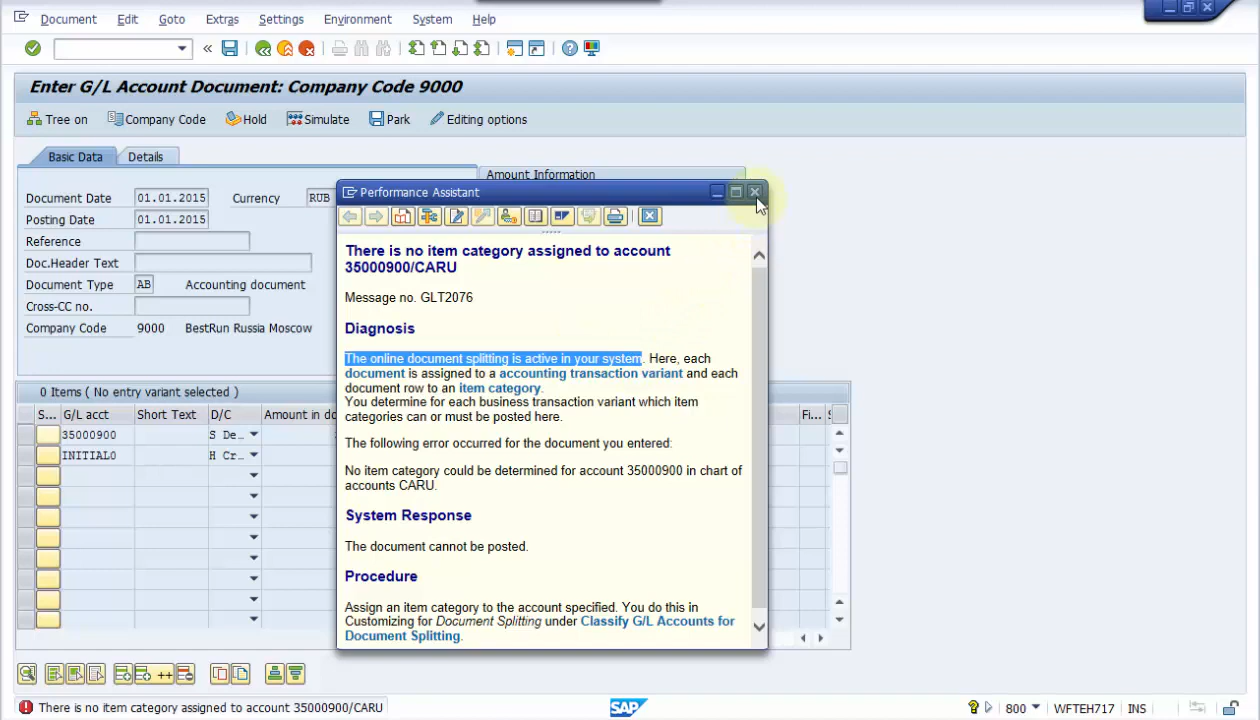 Document Edit Goto Extras Settings Environment System Help
Enter G/L Account Document: Company Code 9000
Tree on Company Code Hold Simulate Park Editing options
Basic Data Details
Amount Information
Document Date 01.01.2015 Currency RUB
Posting Date 01.01.2015
Reference
Doc.Header Text
Document Type AB Accounting document
Cross-CC no.
Company Code 9000 BestRun Russia Moscow
0 Items ( No entry variant selected )
S... G/L acct Short Text D/C Amount in do Fi...
35000900 S De...
INITIAL0 H Cr...
Performance Assistant
There is no item category assigned to account
35000900/CARU
Message no. GLT2076
Diagnosis
The online document splitting is active in your system. Here, each
document is assigned to a accounting transaction variant and each
document row to an item category.
You determine for each business transaction variant which item
categories can or must be posted here.
The following error occurred for the document you entered:
No item category could be determined for account 35000900 in chart of
accounts CARU.
System Response
The document cannot be posted.
Procedure
Assign an item category to the account specified. You do this in
Customizing for Document Splitting under Classify G/L Accounts for
Document Splitting.
There is no item category assigned to account 35000900/CARU
SAP
800 WFTEH717 INS